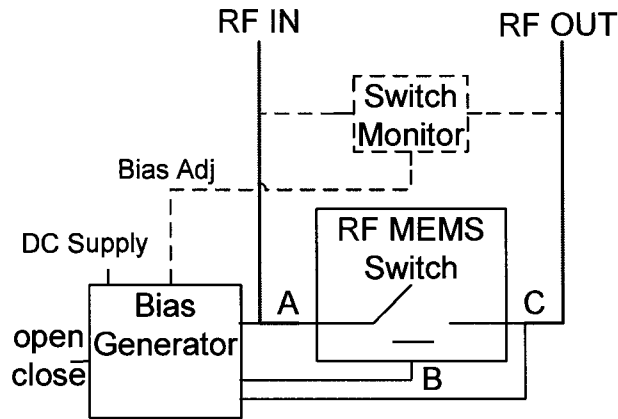 RF IN
RF OUT
Switch
Monitor
Bias Adj
DC Supply
RF MEMS
Switch
A
C
Bias
Generator
open
close
B